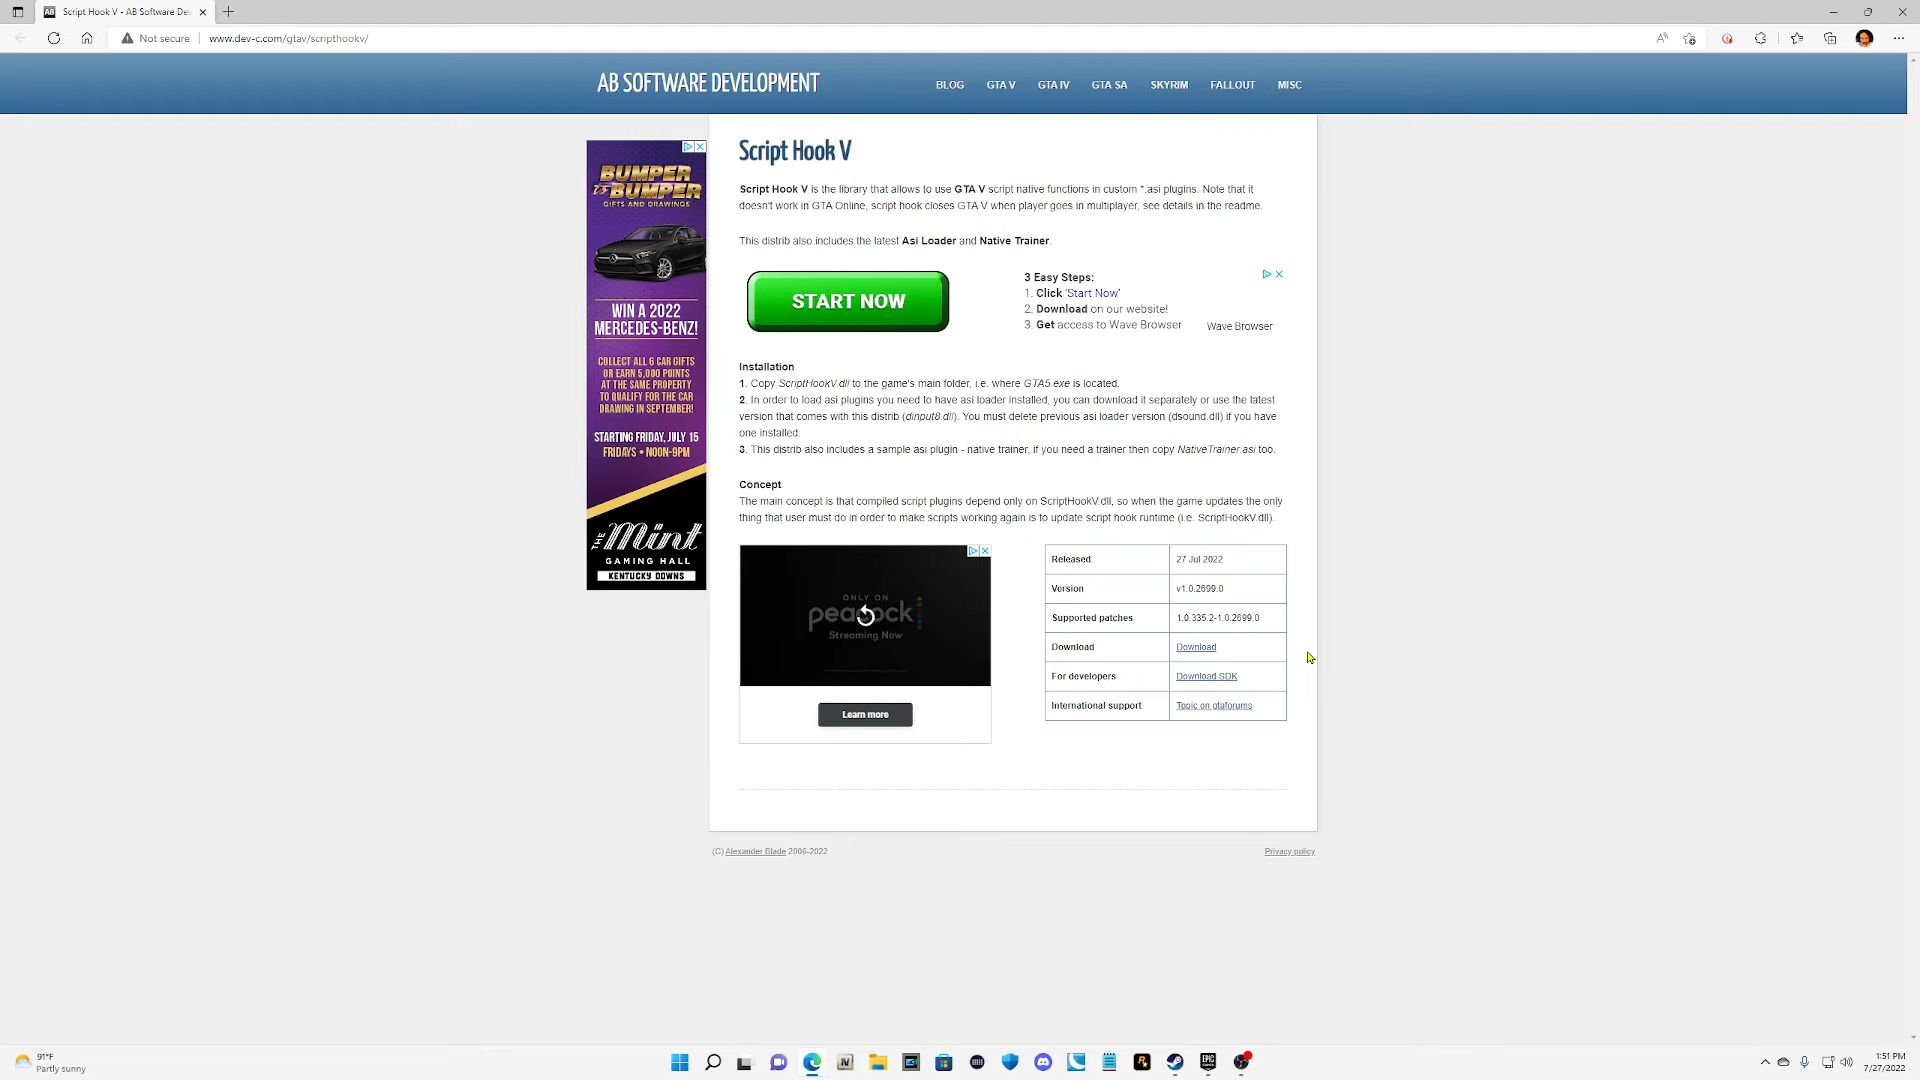 Script Hook V - AB Software Dev
Not secure
www.dev-c.com/gtav/scripthookv/
AB SOFTWARE DEVELOPMENT
BLOG
GTA V
GTA IV
GTA SA
SKYRIM
FALLOUT
MISC
BUMPER
to BUMPER
GIFTS AND DRAWINGS
WIN A 2022
MERCEDES-BENZ!
COLLECT ALL 6 CAR GIFTS
OR EARN 5,000 POINTS
AT THE SAME PROPERTY
TO QUALIFY FOR THE CAR
DRAWING IN SEPTEMBER!
STARTING FRIDAY, JULY 15
FRIDAYS • NOON-9PM
THE Mint
GAMING HALL
KENTUCKY DOWNS
Script Hook V
Script Hook V is the library that allows to use GTA V script native functions in custom *.asi plugins. Note that it
doesn't work in GTA Online, script hook closes GTA V when player goes in multiplayer, see details in the readme.
This distrib also includes the latest Asi Loader and Native Trainer.
START NOW
3 Easy Steps:
1. Click 'Start Now'
2. Download on our website!
3. Get access to Wave Browser
Wave Browser
Installation
1. Copy ScriptHookV.dll to the game's main folder, i.e. where GTA5.exe is located.
2. In order to load asi plugins you need to have asi loader installed, you can download it separately or use the latest
version that comes with this distrib (dinput8.dll). You must delete previous asi loader version (dsound.dll) if you have
one installed.
3. This distrib also includes a sample asi plugin - native trainer, if you need a trainer then copy NativeTrainer.asi too.
Concept
The main concept is that compiled script plugins depend only on ScriptHookV.dll, so when the game updates the only
thing that user must do in order to make scripts working again is to update script hook runtime (i.e. ScriptHookV.dll).
ONLY ON
peacock
Streaming Now
Learn more
Released 27 Jul 2022
Version v1.0.2699.0
Supported patches 1.0.335.2-1.0.2699.0
Download Download
For developers Download SDK
International support Topic on gtaforums
(C) Alexander Blade 2006-2022
Privacy policy
91°F
Partly sunny
1:51 PM
7/27/2022